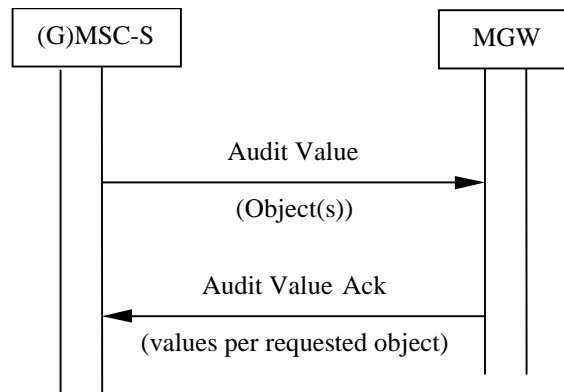 (G)MSC-S
MGW
Audit Value
(Object(s))
Audit Value Ack
(values per requested object)